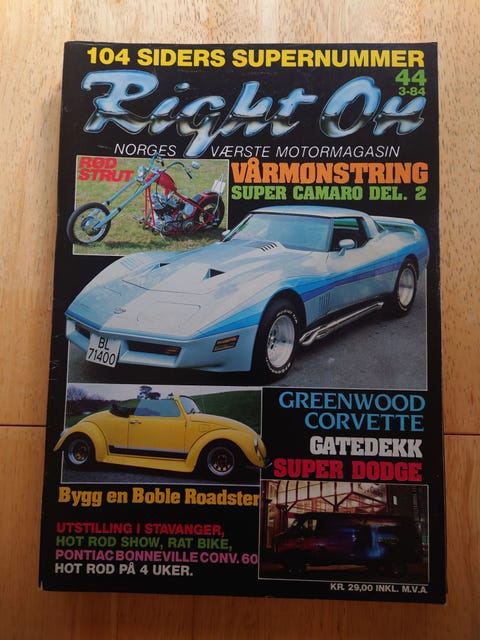 104 SIDERS SUPERNUMMER
Right On
44
3-84
NORGES VÆRSTE MOTORMAGASIN
RØD
STRUT
VÅRMØNSTRING
SUPER CAMARO DEL. 2
BL
71400
GREENWOOD
CORVETTE
GATEDEKK
SUPER DODGE
Bygg en Boble Roadster
UTSTILLING I STAVANGER,
HOT ROD SHOW, RAT BIKE,
PONTIAC BONNEVILLE CONV. 60
HOT ROD PÅ 4 UKER.
KR. 29,00 INKL. M.V.A.